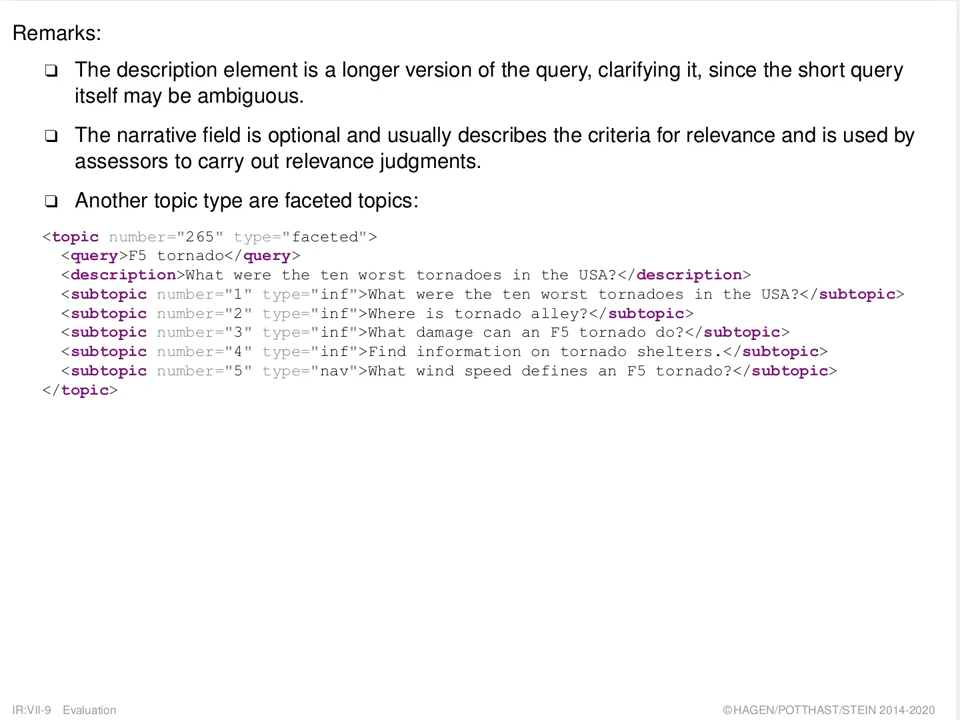 Remarks:
❑ The description element is a longer version of the query, clarifying it, since the short query
itself may be ambiguous.
❑ The narrative field is optional and usually describes the criteria for relevance and is used by
assessors to carry out relevance judgments.
❑ Another topic type are faceted topics:
<topic number="265" type="faceted">
  <query>F5 tornado</query>
  <description>What were the ten worst tornadoes in the USA?</description>
  <subtopic number="1" type="inf">What were the ten worst tornadoes in the USA?</subtopic>
  <subtopic number="2" type="inf">Where is tornado alley?</subtopic>
  <subtopic number="3" type="inf">What damage can an F5 tornado do?</subtopic>
  <subtopic number="4" type="inf">Find information on tornado shelters.</subtopic>
  <subtopic number="5" type="nav">What wind speed defines an F5 tornado?</subtopic>
</topic>
IR:VII-9 Evaluation
©HAGEN/POTTHAST/STEIN 2014-2020